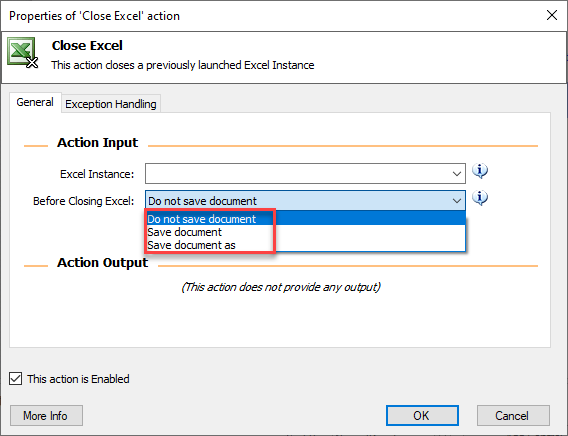 Properties of 'Close Excel' action
Close Excel
This action closes a previously launched Excel Instance
General
Exception Handling
Action Input
Excel Instance:
Before Closing Excel:
Do not save document
Do not save document
Save document
Save document as
Action Output
(This action does not provide any output)
This action is Enabled
More Info
OK
Cancel